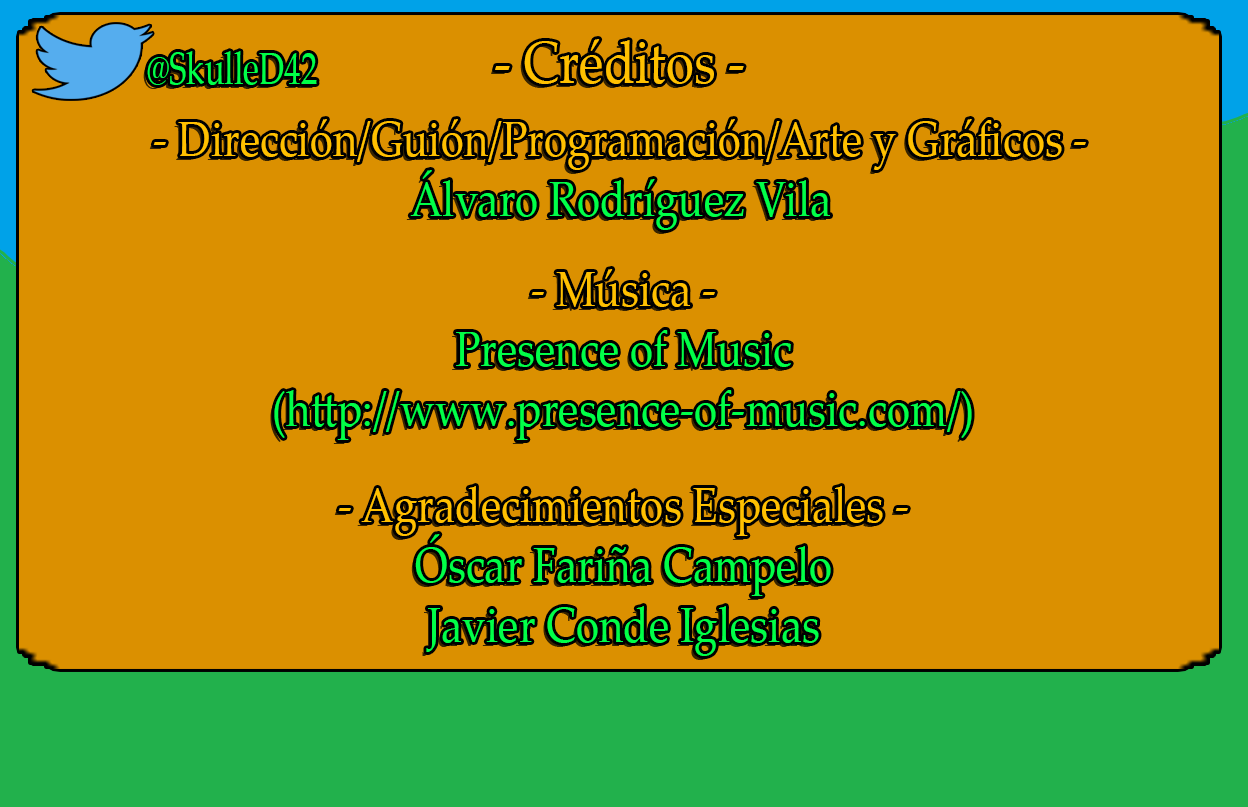 @SkulleD42
- Créditos -
- Dirección/Guión/Programación/Arte y Gráficos -
Álvaro Rodríguez Vila
- Música -
Presence of Music
(http://www.presence-of-music.com/)
- Agradecimientos Especiales -
Óscar Fariña Campelo
Javier Conde Iglesias